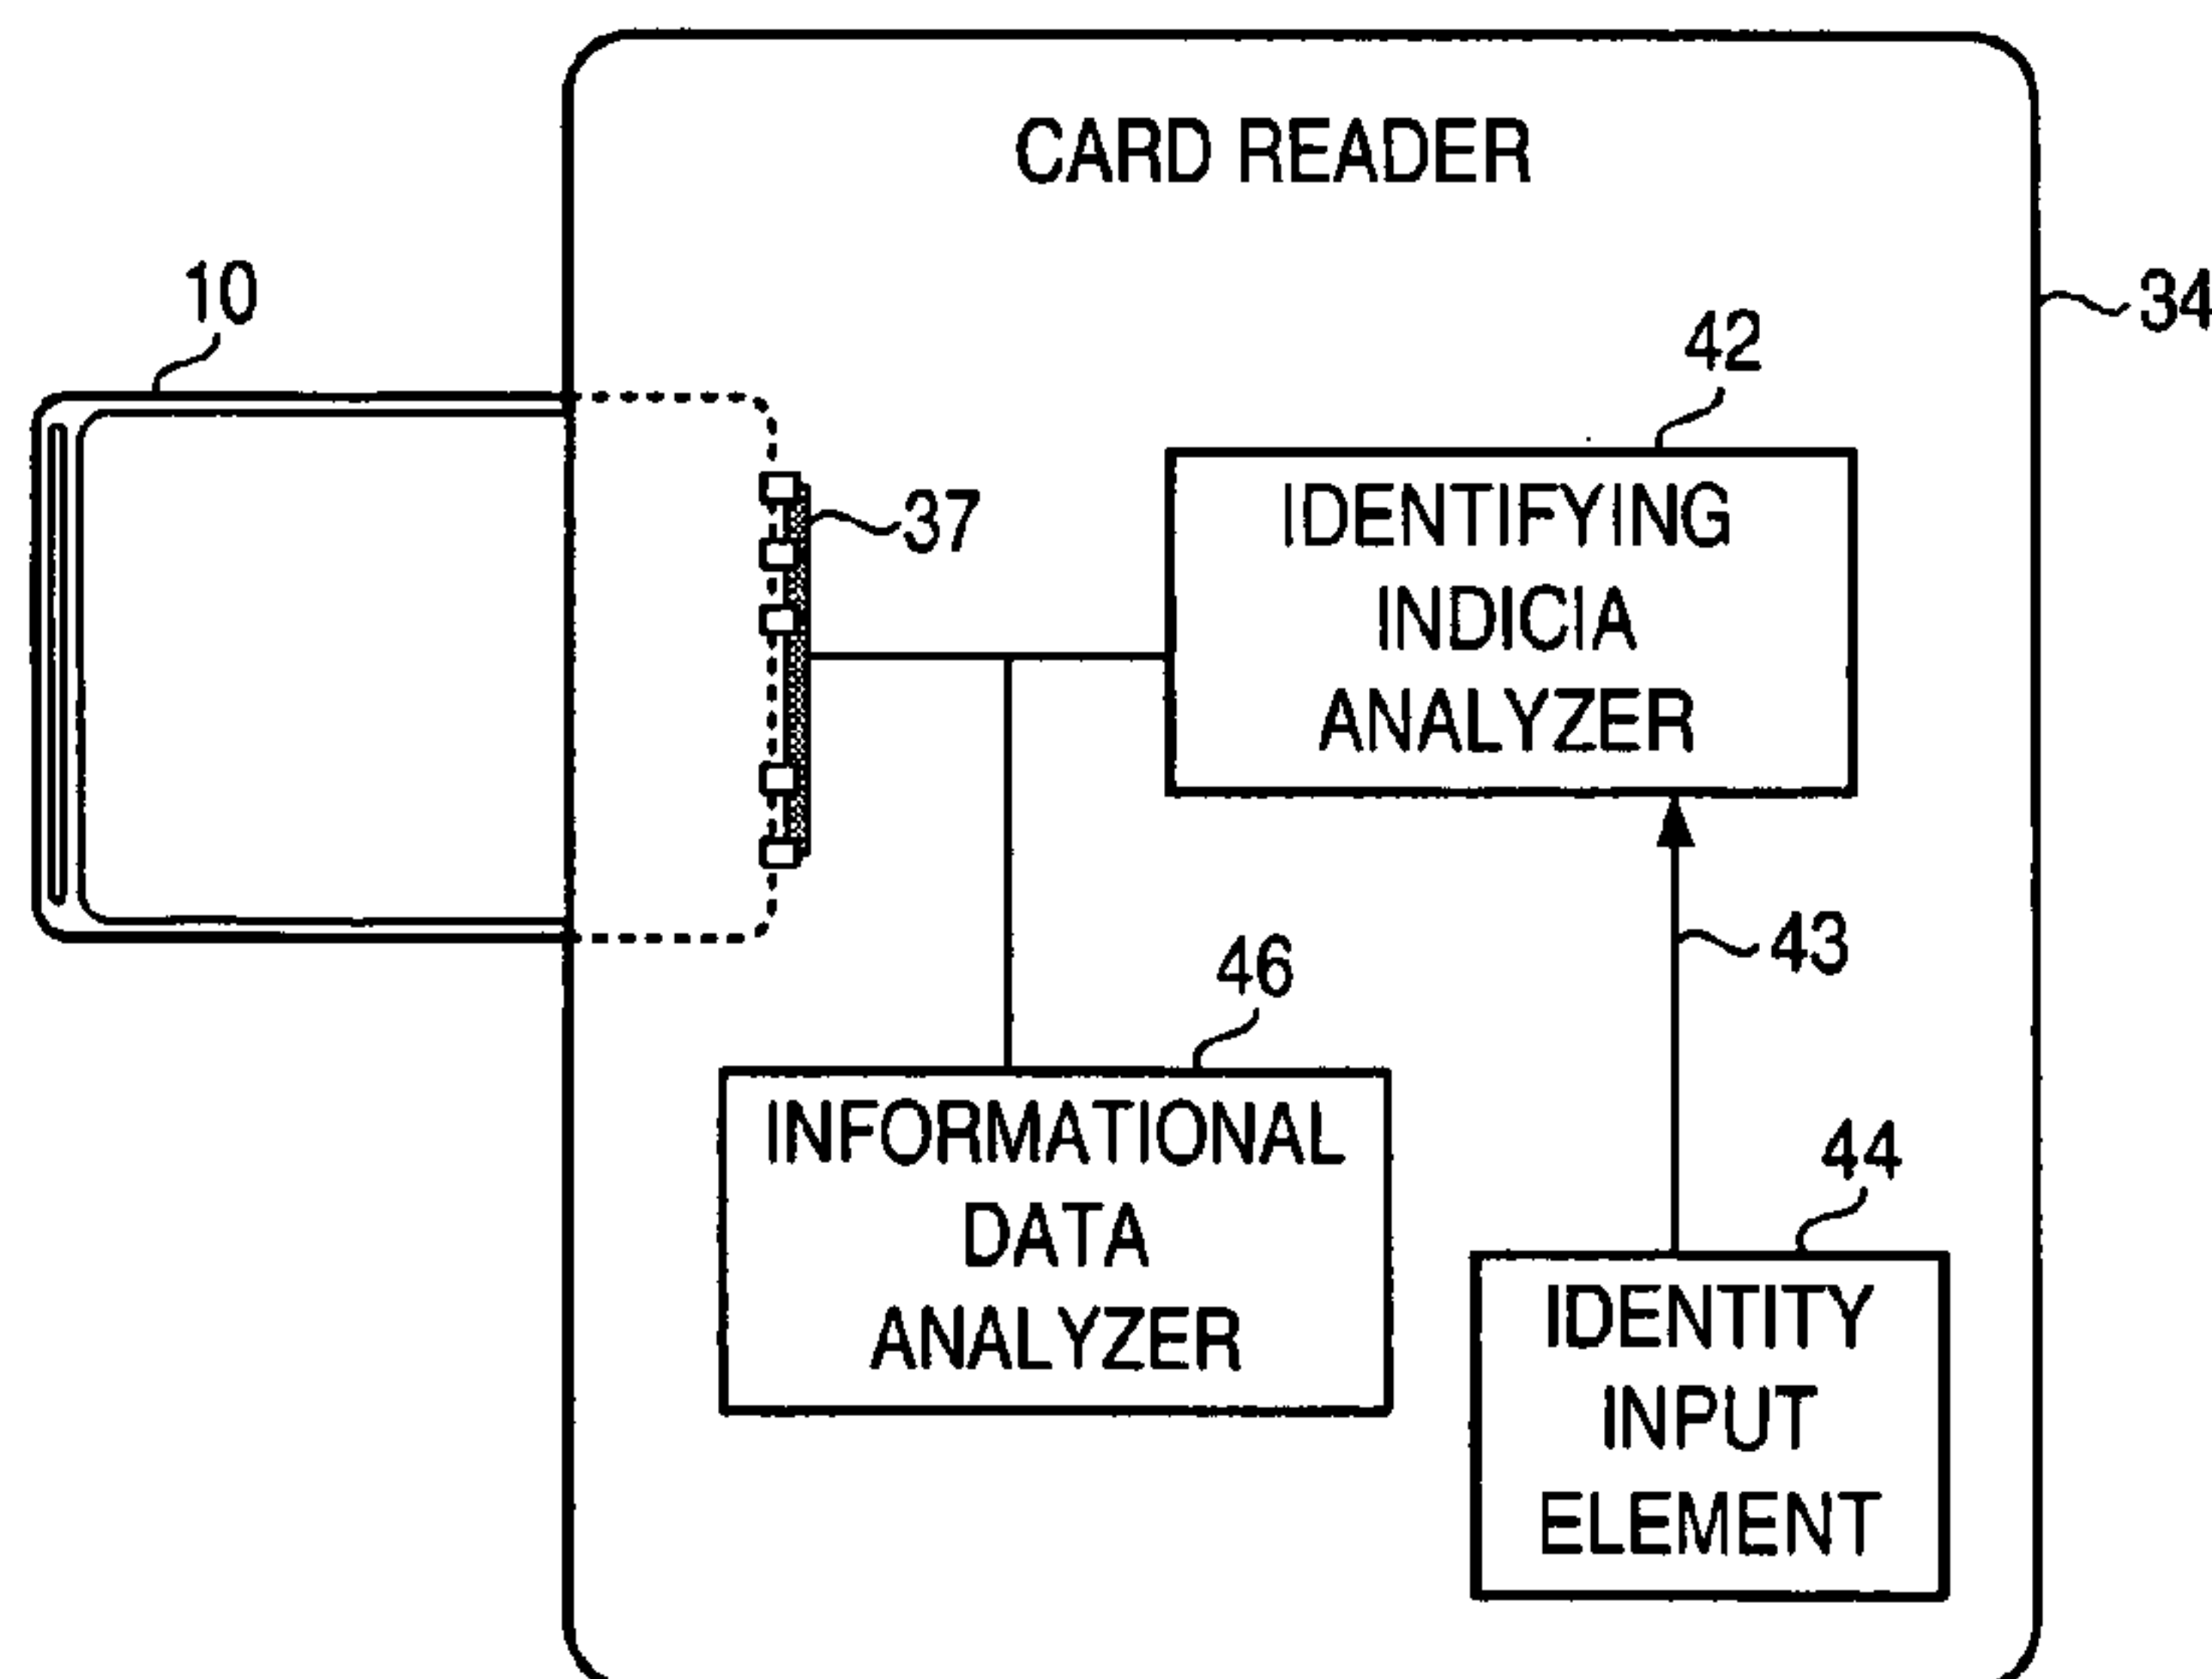 CARD READER
10
34
42
37
IDENTIFYING
INDICIA
ANALYZER
43
46
INFORMATIONAL
DATA
ANALYZER
44
IDENTITY
INPUT
ELEMENT